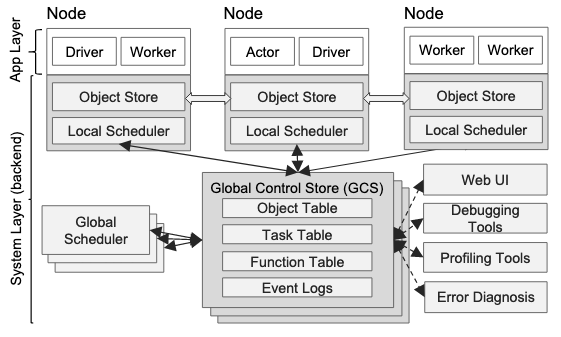 Node
Node
Node
App Layer
Driver
Worker
Actor
Driver
Worker
Worker
System Layer (backend)
Object Store
Object Store
Object Store
Local Scheduler
Local Scheduler
Local Scheduler
Global Control Store (GCS)
Object Table
Task Table
Function Table
Event Logs
Global
Scheduler
Web UI
Debugging
Tools
Profiling Tools
Error Diagnosis